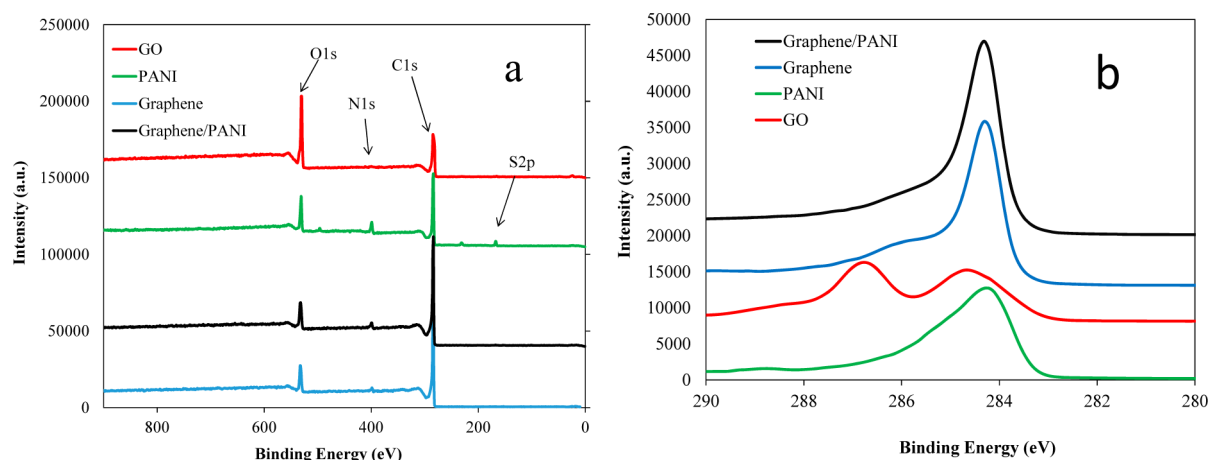 250000
200000
150000
100000
50000
0
800
600
400
200
0
Intensity (a.u.)
Binding Energy (eV)
GO
PANI
Graphene
Graphene/PANI
O1s
N1s
C1s
S2p
a
50000
45000
40000
35000
30000
25000
20000
15000
10000
5000
0
290
288
286
284
282
280
Intensity (a.u.)
Binding Energy (eV)
Graphene/PANI
Graphene
PANI
GO
b